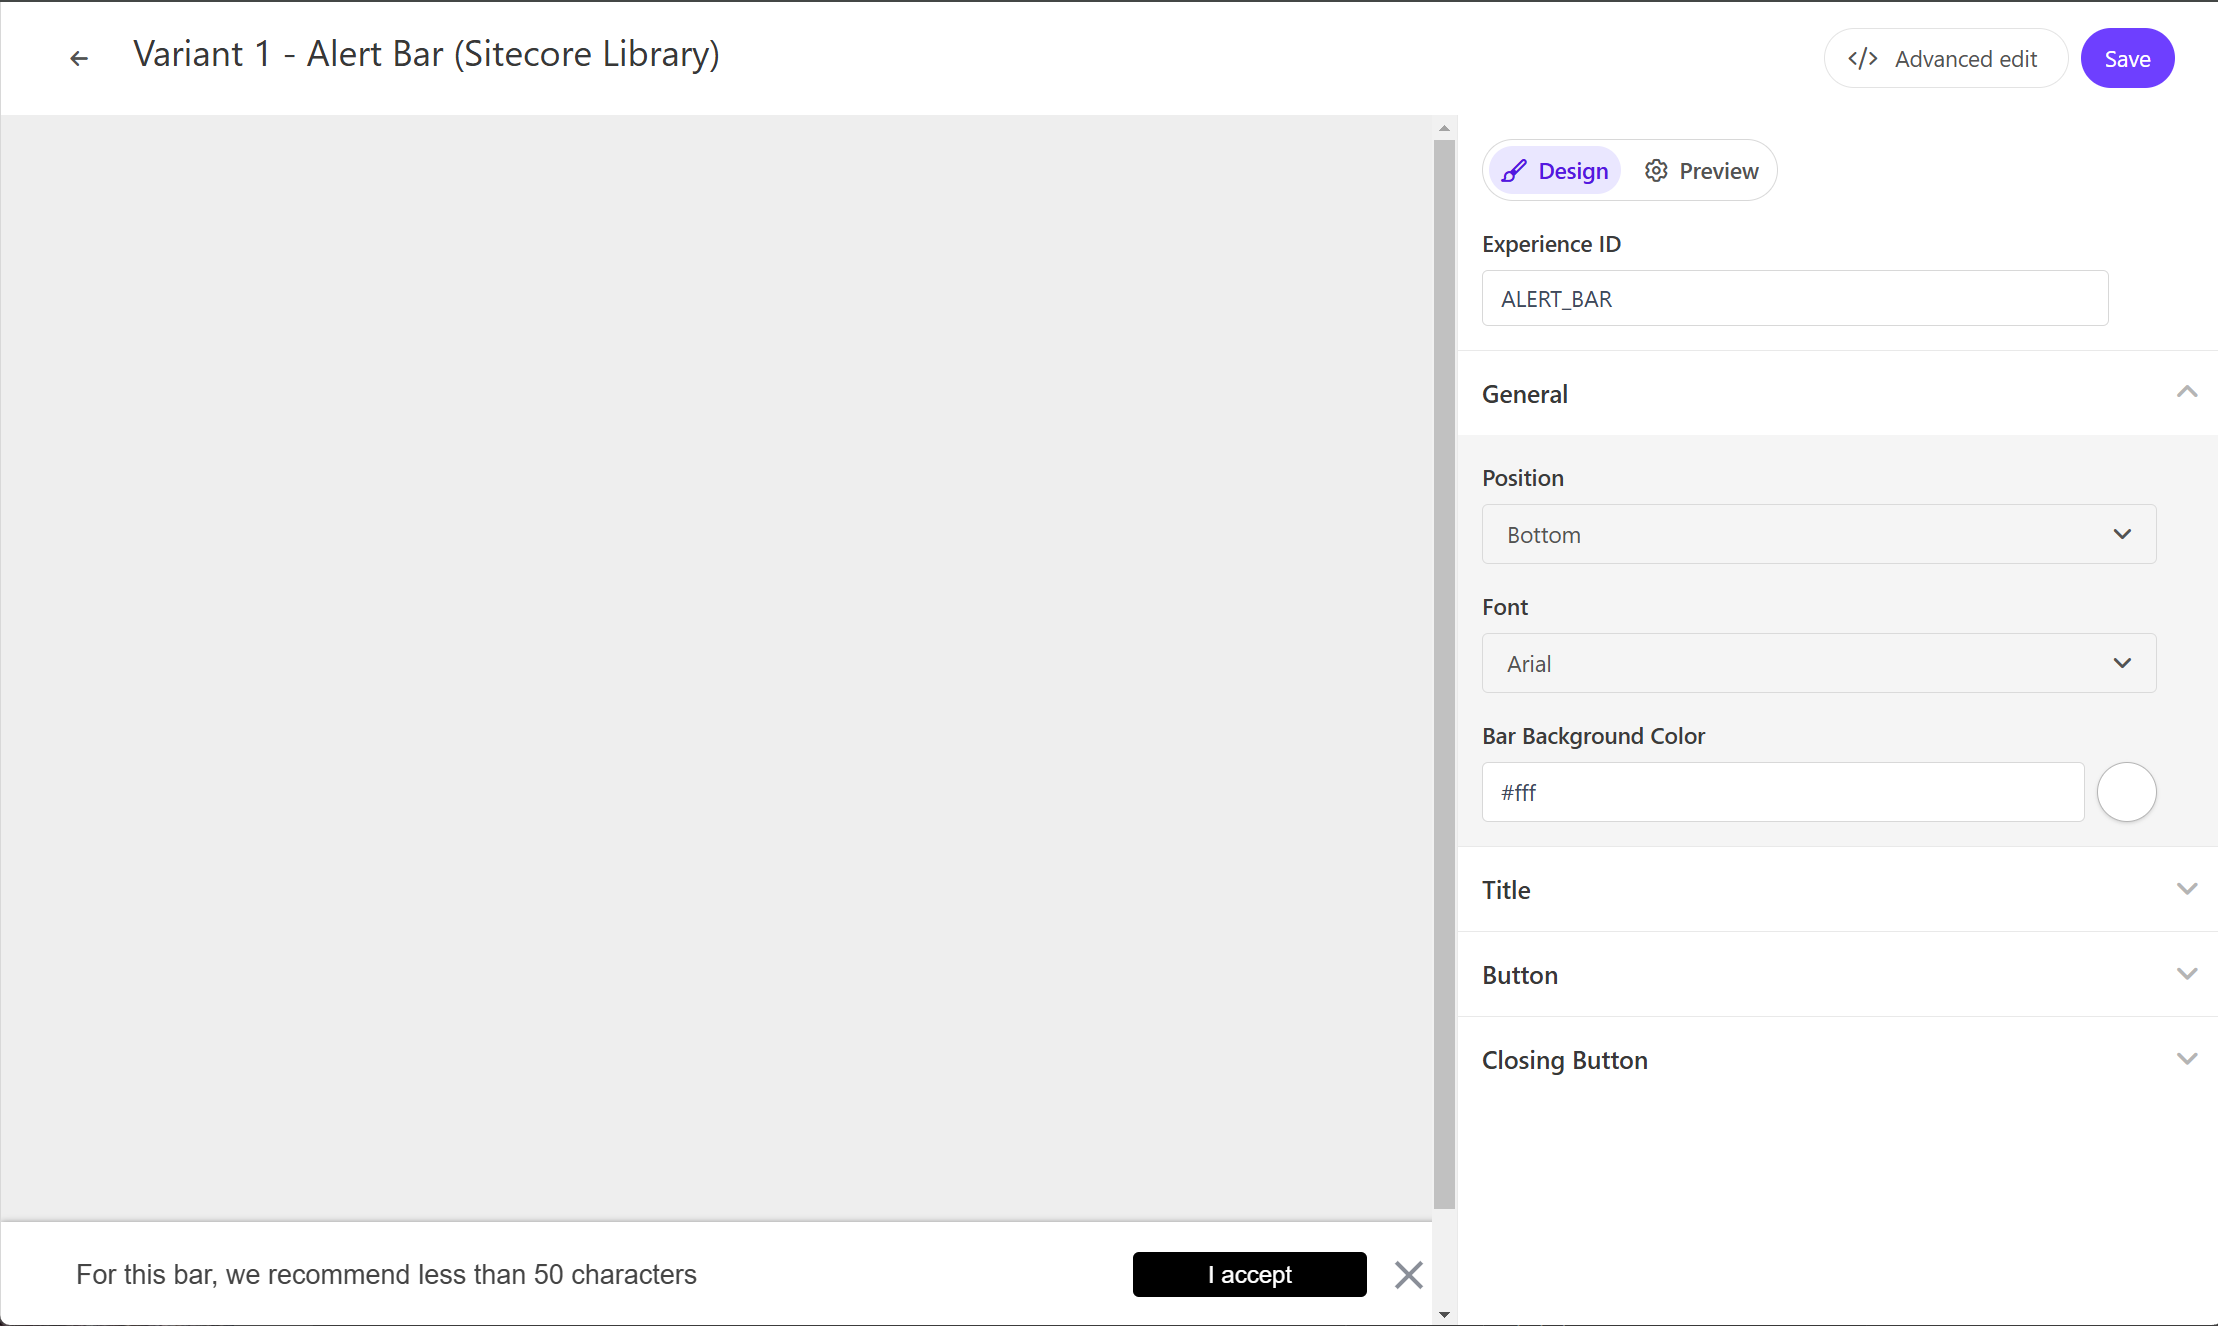 Variant 1 - Alert Bar (Sitecore Library)
</> Advanced edit
Save
Design
Preview
Experience ID
ALERT_BAR
General
Position
Bottom
Font
Arial
Bar Background Color
#fff
Title
Button
Closing Button
For this bar, we recommend less than 50 characters
I accept